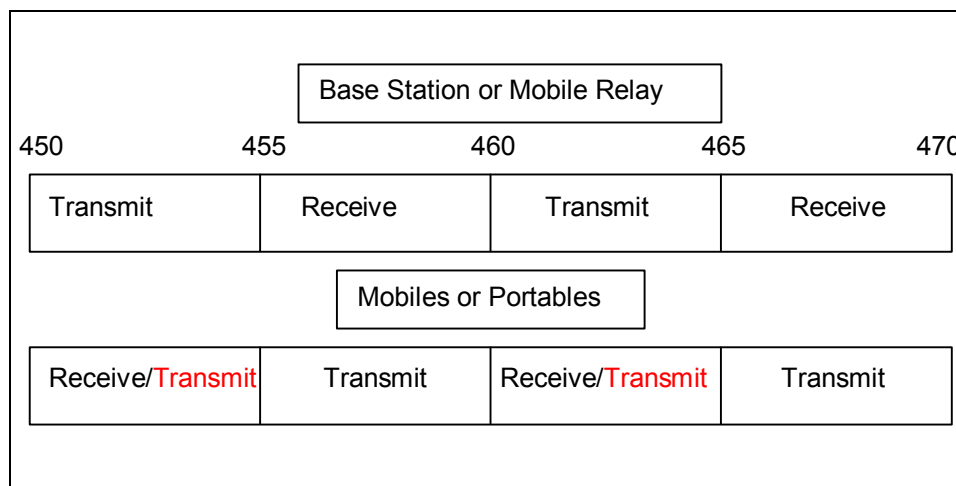 Base Station or Mobile Relay
450 455 460 465 470
Transmit Receive Transmit Receive
Mobiles or Portables
Receive/Transmit Transmit Receive/Transmit Transmit